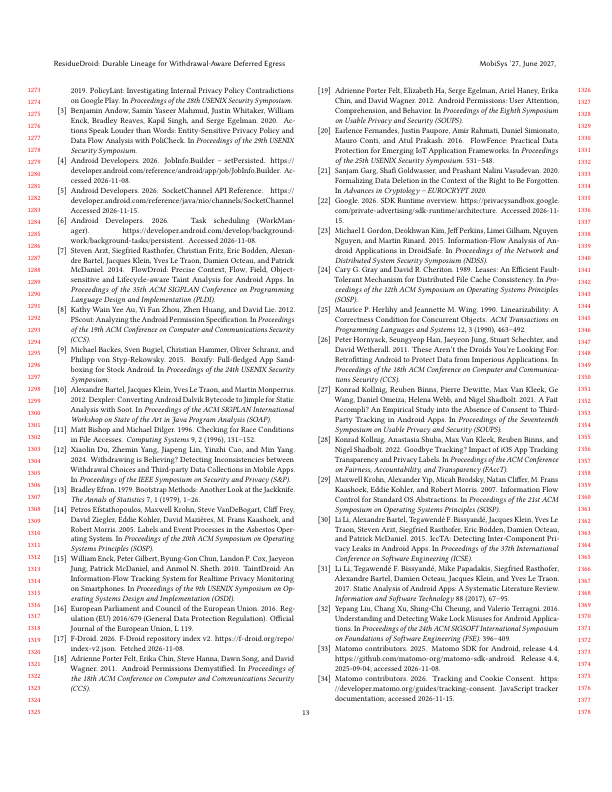 ResidueDroid: Durable Lineage for Withdrawal-Aware Deferred Egress
MobiSys '27, June 2027,
1273 2019. PolicyLint: Investigating Internal Privacy Policy Contradictions
1274 on Google Play. In Proceedings of the 28th USENIX Security Symposium.
1275 [3] Benjamin Andow, Samin Yaseer Mahmud, Justin Whitaker, William
1276 Enck, Bradley Reaves, Kapil Singh, and Serge Egelman. 2020. Ac-
1277 tions Speak Louder than Words: Entity-Sensitive Privacy Policy and
1278 Data Flow Analysis with PoliCheck. In Proceedings of the 29th USENIX
Security Symposium.
1279 [4] Android Developers. 2026. JobInfo.Builder – setPersisted. https://
1280 developer.android.com/reference/android/app/job/JobInfo.Builder. Ac-
1281 cessed 2026-11-08.
1282 [5] Android Developers. 2026. SocketChannel API Reference. https://
1283 developer.android.com/reference/java/nio/channels/SocketChannel
1284 Accessed 2026-11-15.
1285 [6] Android Developers. 2026. Task scheduling (WorkMan-
1286 ager). https://developer.android.com/develop/background-
work/background-tasks/persistent. Accessed 2026-11-08.
1287 [7] Steven Arzt, Siegfried Rasthofer, Christian Fritz, Eric Bodden, Alexan-
1288 dre Bartel, Jacques Klein, Yves Le Traon, Damien Octeau, and Patrick
1289 McDaniel. 2014. FlowDroid: Precise Context, Flow, Field, Object-
1290 sensitive and Lifecycle-aware Taint Analysis for Android Apps. In
1291 Proceedings of the 35th ACM SIGPLAN Conference on Programming
1292 Language Design and Implementation (PLDI).
1293 [8] Kathy Wain Yee Au, Yi Fan Zhou, Zhen Huang, and David Lie. 2012.
1294 PScout: Analyzing the Android Permission Specification. In Proceedings
of the 19th ACM Conference on Computer and Communications Security
1295 (CCS).
1296 [9] Michael Backes, Sven Bugiel, Christian Hammer, Oliver Schranz, and
1297 Philipp von Styp-Rekowsky. 2015. Boxify: Full-fledged App Sand-
boxing for Stock Android. In Proceedings of the 24th USENIX Security
Symposium.
1298 [10] Alexandre Bartel, Jacques Klein, Yves Le Traon, and Martin Monperrus.
1299 2012. Dexpler: Converting Android Dalvik Bytecode to Jimple for Static
1300 Analysis with Soot. In Proceedings of the ACM SIGPLAN International
1301 Workshop on State of the Art in Java Program Analysis (SOAP).
1302 [11] Matt Bishop and Michael Dilger. 1996. Checking for Race Conditions
1303 in File Accesses. Computing Systems 9, 2 (1996), 131–152.
1304 [12] Xiaolin Du, Zhemin Yang, Jiapeng Lin, Yinzhi Cao, and Min Yang.
2024. Withdrawing is Believing? Detecting Inconsistencies between
1305 Withdrawal Choices and Third-party Data Collections in Mobile Apps.
1306 In Proceedings of the IEEE Symposium on Security and Privacy (S&P).
1307 [13] Bradley Efron. 1979. Bootstrap Methods: Another Look at the Jackknife.
The Annals of Statistics 7, 1 (1979), 1–26.
1308 [14] Petros Efstathopoulos, Maxwell Krohn, Steve VanDeBogart, Cliff Frey,
1309 David Ziegler, Eddie Kohler, David Mazières, M. Frans Kaashoek, and
1310 Robert Morris. 2005. Labels and Event Processes in the Asbestos Oper-
1311 ating System. In Proceedings of the 20th ACM Symposium on Operating
Systems Principles (SOSP).
1312 [15] William Enck, Peter Gilbert, Byung-Gon Chun, Landon P. Cox, Jaeyeon
1313 Jung, Patrick McDaniel, and Anmol N. Sheth. 2010. TaintDroid: An
1314 Information-Flow Tracking System for Realtime Privacy Monitoring
1315 on Smartphones. In Proceedings of the 9th USENIX Symposium on Op-
erating Systems Design and Implementation (OSDI).
1316 [16] European Parliament and Council of the European Union. 2016. Reg-
1317 ulation (EU) 2016/679 (General Data Protection Regulation). Official
1318 Journal of the European Union, L 119.
1319 [17] F-Droid. 2026. F-Droid repository index v2. https://f-droid.org/repo/
1320 index-v2.json. Fetched 2026-11-08.
1321 [18] Adrienne Porter Felt, Erika Chin, Steve Hanna, Dawn Song, and David
1322 Wagner. 2011. Android Permissions Demystified. In Proceedings of
the 18th ACM Conference on Computer and Communications Security
1323 (CCS).
1324
1325
[19] Adrienne Porter Felt, Elizabeth Ha, Serge Egelman, Ariel Haney, Erika 1326
Chin, and David Wagner. 2012. Android Permissions: User Attention, 1327
Comprehension, and Behavior. In Proceedings of the Eighth Symposium 1328
on Usable Privacy and Security (SOUPS). 1329
[20] Earlence Fernandes, Justin Paupore, Amir Rahmati, Daniel Simionato, 1330
Mauro Conti, and Atul Prakash. 2016. FlowFence: Practical Data
Protection for Emerging IoT Application Frameworks. In Proceedings 1331
of the 25th USENIX Security Symposium. 531–548. 1332
[21] Sanjam Garg, Shafi Goldwasser, and Prashant Nalini Vasudevan. 2020. 1333
Formalizing Data Deletion in the Context of the Right to Be Forgotten. 1334
In Advances in Cryptology – EUROCRYPT 2020.
[22] Google. 2026. SDK Runtime overview. https://privacysandbox.google. 1335
com/private-advertising/sdk-runtime/architecture. Accessed 2026-11- 1336
15. 1337
[23] Michael I. Gordon, Deokhwan Kim, Jeff Perkins, Limei Gilham, Nguyen 1338
Nguyen, and Martin Rinard. 2015. Information-Flow Analysis of An- 1339
droid Applications in DroidSafe. In Proceedings of the Network and 1340
Distributed System Security Symposium (NDSS).
[24] Cary G. Gray and David R. Cheriton. 1989. Leases: An Efficient Fault- 1341
Tolerant Mechanism for Distributed File Cache Consistency. In Pro- 1342
ceedings of the 12th ACM Symposium on Operating Systems Principles 1343
(SOSP). 1344
[25] Maurice P. Herlihy and Jeannette M. Wing. 1990. Linearizability: A 1345
Correctness Condition for Concurrent Objects. ACM Transactions on 1346
Programming Languages and Systems 12, 3 (1990), 463–492. 1347
[26] Peter Hornyack, Seungyeop Han, Jaeyeon Jung, Stuart Schechter, and
David Wetherall. 2011. These Aren't the Droids You're Looking For: 1348
Retrofitting Android to Protect Data from Imperious Applications. In 1349
Proceedings of the 18th ACM Conference on Computer and Communica- 1350
tions Security (CCS).
[27] Konrad Kollnig, Reuben Binns, Pierre Dewitte, Max Van Kleek, Ge 1351
Wang, Daniel Omeiza, Helena Webb, and Nigel Shadbolt. 2021. A Fait 1352
Accompli? An Empirical Study into the Absence of Consent to Third- 1353
Party Tracking in Android Apps. In Proceedings of the Seventeenth 1354
Symposium on Usable Privacy and Security (SOUPS). 1355
[28] Konrad Kollnig, Anastasia Shuba, Max Van Kleek, Reuben Binns, and 1356
Nigel Shadbolt. 2022. Goodbye Tracking? Impact of iOS App Tracking 1357
Transparency and Privacy Labels. In Proceedings of the ACM Conference
on Fairness, Accountability, and Transparency (FAccT). 1358
[29] Maxwell Krohn, Alexander Yip, Micah Brodsky, Natan Cliffer, M. Frans 1359
Kaashoek, Eddie Kohler, and Robert Morris. 2007. Information Flow 1360
Control for Standard OS Abstractions. In Proceedings of the 21st ACM
Symposium on Operating Systems Principles (SOSP). 1361
[30] Li Li, Alexandre Bartel, Tegawendé F. Bissyandé, Jacques Klein, Yves Le 1362
Traon, Steven Arzt, Siegfried Rasthofer, Eric Bodden, Damien Octeau, 1363
and Patrick McDaniel. 2015. IccTA: Detecting Inter-Component Pri- 1364
vacy Leaks in Android Apps. In Proceedings of the 37th International
Conference on Software Engineering (ICSE). 1365
[31] Li Li, Tegawendé F. Bissyandé, Mike Papadakis, Siegfried Rasthofer, 1366
Alexandre Bartel, Damien Octeau, Jacques Klein, and Yves Le Traon. 1367
2017. Static Analysis of Android Apps: A Systematic Literature Review. 1368
Information and Software Technology 88 (2017), 67–95.
[32] Yepang Liu, Chang Xu, Shing-Chi Cheung, and Valerio Terragni. 2016. 1369
Understanding and Detecting Wake Lock Misuses for Android Applica- 1370
tions. In Proceedings of the 24th ACM SIGSOFT International Symposium 1371
on Foundations of Software Engineering (FSE). 396–409. 1372
[33] Matomo contributors. 2025. Matomo SDK for Android, release 4.4. 1373
https://github.com/matomo-org/matomo-sdk-android. Release 4.4, 1374
2025-09-04; accessed 2026-11-08. 1375
[34] Matomo contributors. 2026. Tracking and Cookie Consent. https:
//developer.matomo.org/guides/tracking-consent. JavaScript tracker 1376
documentation; accessed 2026-11-15. 1377
1378
13